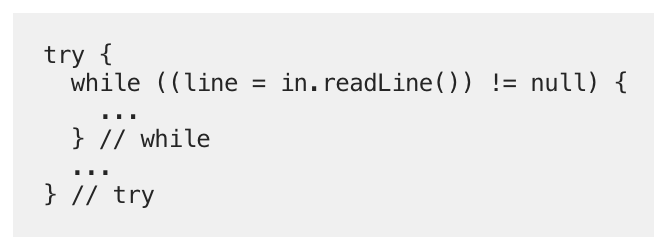 try {
  while ((line = in.readLine()) != null) {
    ...
  } // while
  ...
} // try